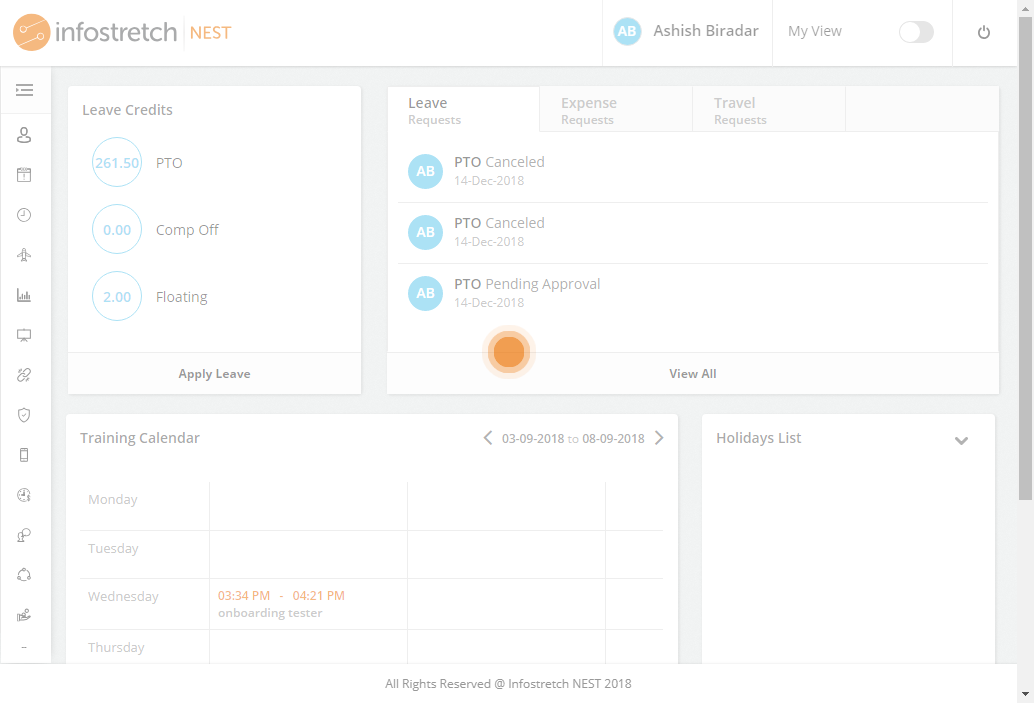 infostretch NEST
AB Ashish Biradar
My View
Leave Credits
261.50 PTO
0.00 Comp Off
2.00 Floating
Apply Leave
Leave
Requests
Expense
Requests
Travel
Requests
AB PTO Canceled
14-Dec-2018
AB PTO Canceled
14-Dec-2018
AB PTO Pending Approval
14-Dec-2018
View All
Training Calendar
03-09-2018 to 08-09-2018
Monday
Tuesday
Wednesday
03:34 PM - 04:21 PM
onboarding tester
Thursday
Holidays List
All Rights Reserved @ Infostretch NEST 2018